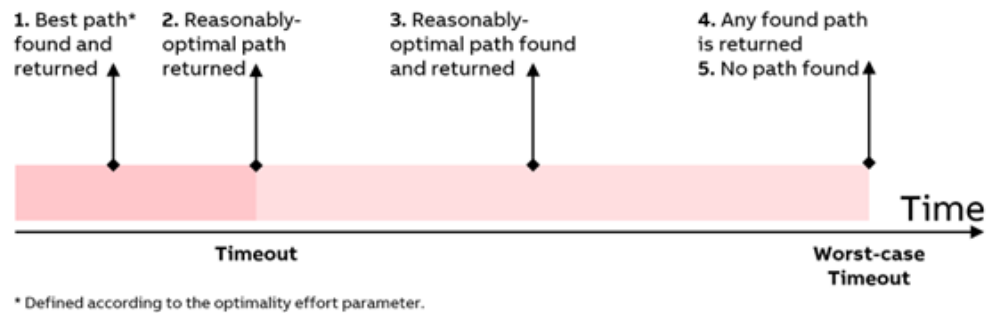 1. Best path*
found and
returned
2. Reasonably-
optimal path
returned
3. Reasonably-
optimal path found
and returned
4. Any found path
is returned
5. No path found
Time
Timeout
Worst-case
Timeout
* Defined according to the optimality effort parameter.